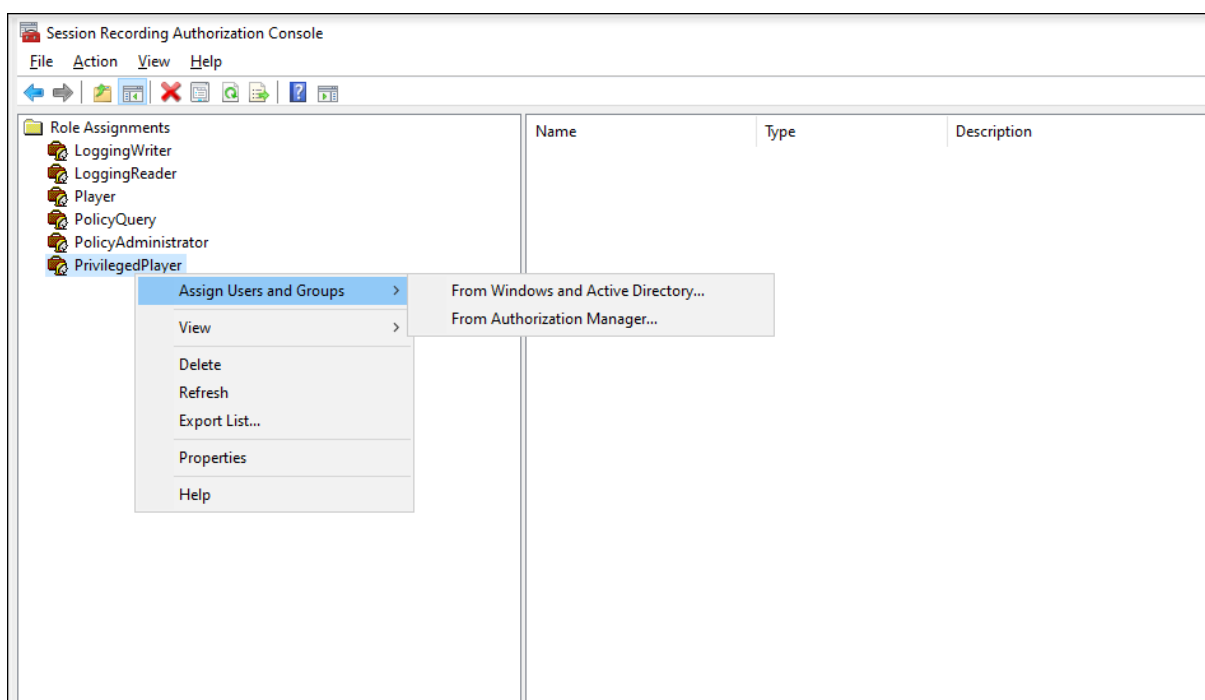 Session Recording Authorization Console
File Action View Help
Role Assignments
LoggingWriter
LoggingReader
Player
PolicyQuery
PolicyAdministrator
PrivilegedPlayer
Name Type Description
Assign Users and Groups
View
Delete
Refresh
Export List...
Properties
Help
From Windows and Active Directory...
From Authorization Manager...